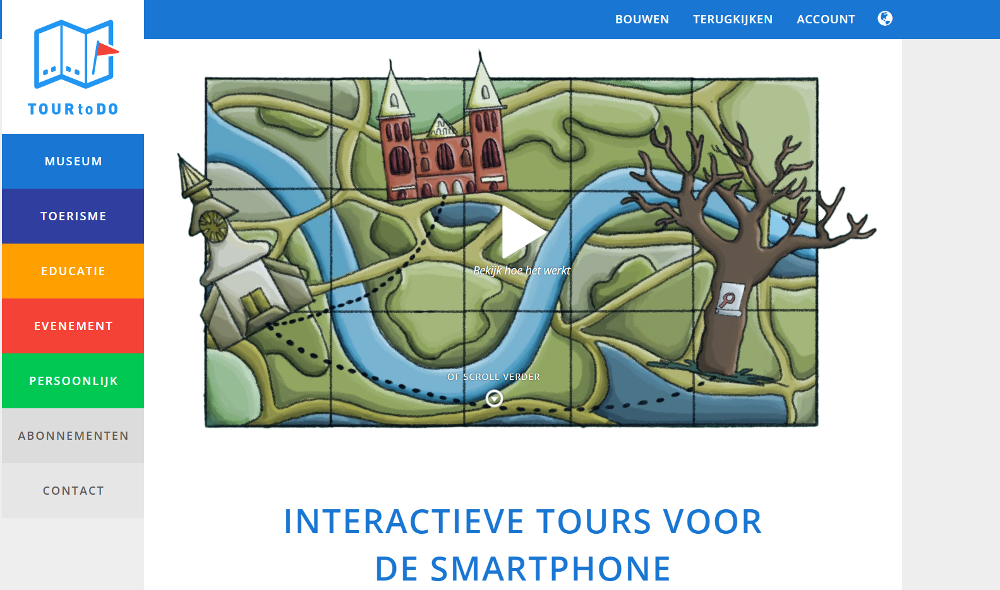 BOUWEN TERUGKIJKEN ACCOUNT
TOURtoDO
MUSEUM
TOERISME
EDUCATIE
EVENEMENT
PERSOONLIJK
ABONNEMENTEN
CONTACT
Bekijk hoe het werkt
OF SCROLL VERDER
INTERACTIEVE TOURS VOOR
DE SMARTPHONE